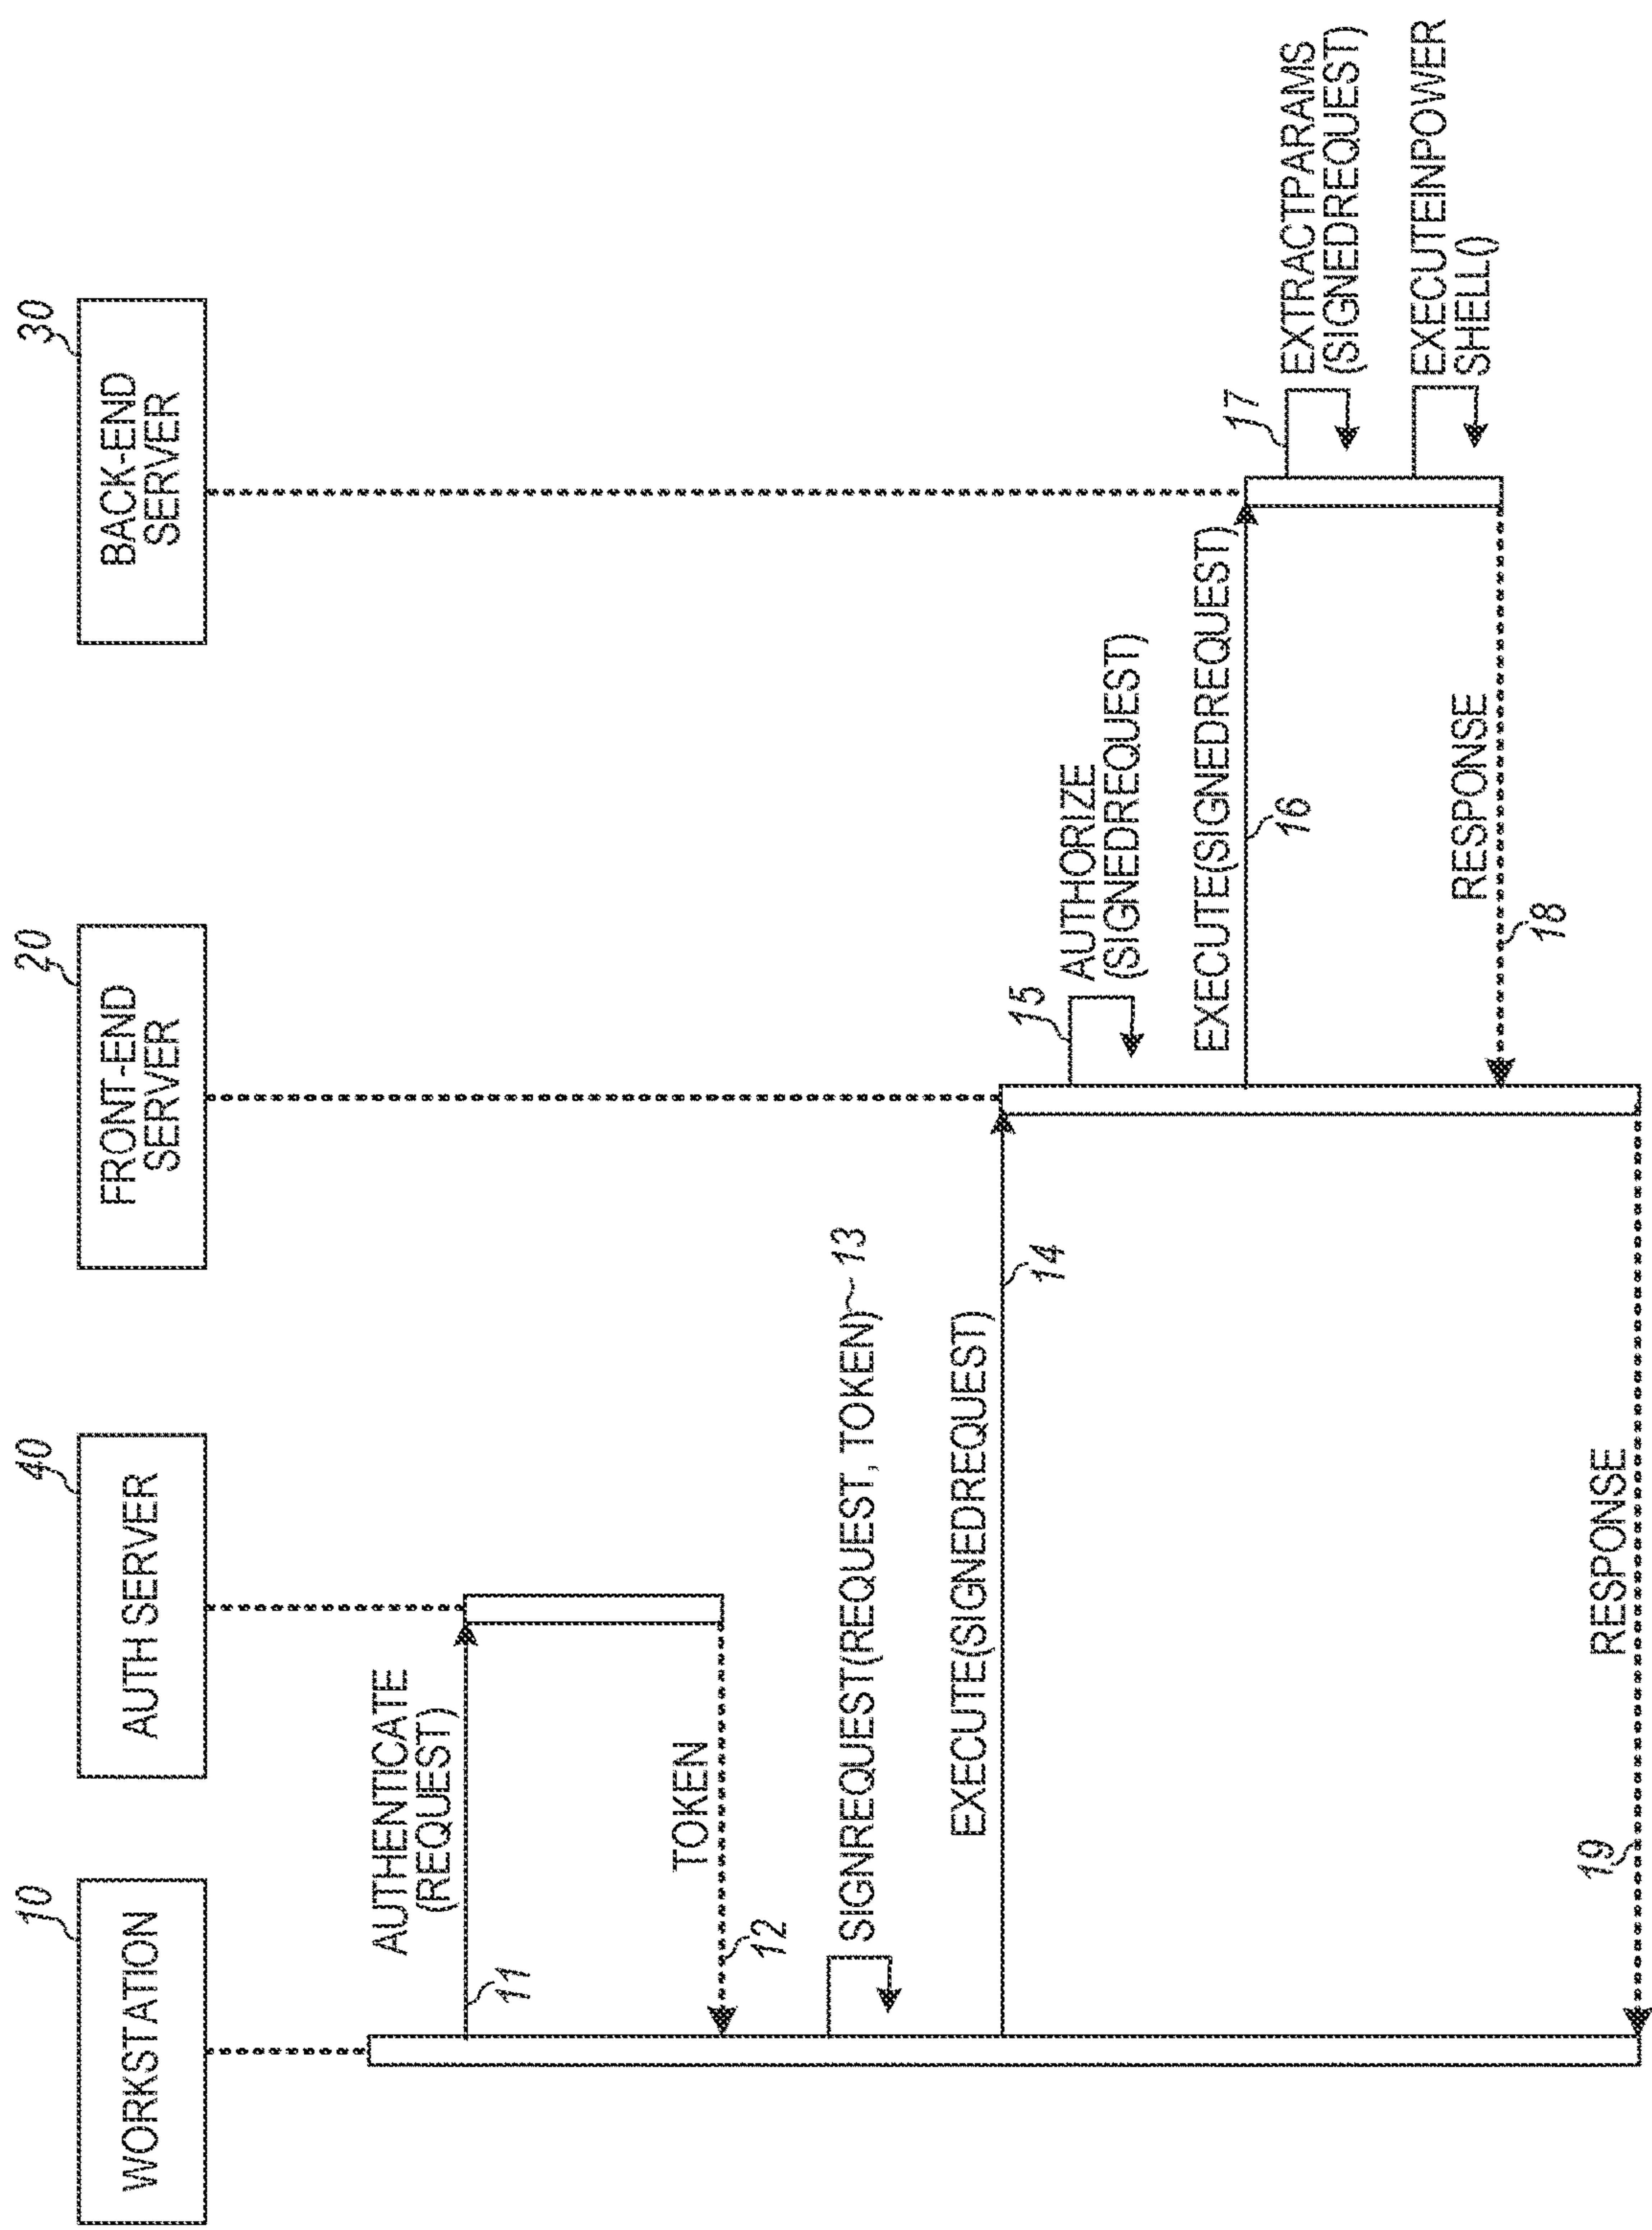 10
WORKSTATION
40
AUTH SERVER
20
FRONT-END
SERVER
30
BACK-END
SERVER
AUTHENTICATE
(REQUEST)
11
TOKEN
12
SIGNREQUEST(REQUEST, TOKEN)
13
EXECUTE(SIGNEDREQUEST)
14
15
AUTHORIZE
(SIGNEDREQUEST)
EXECUTE(SIGNEDREQUEST)
16
17
EXTRACTPARAMS
(SIGNEDREQUEST)
EXECUTEINPOWER
SHELL()
RESPONSE
18
RESPONSE
19